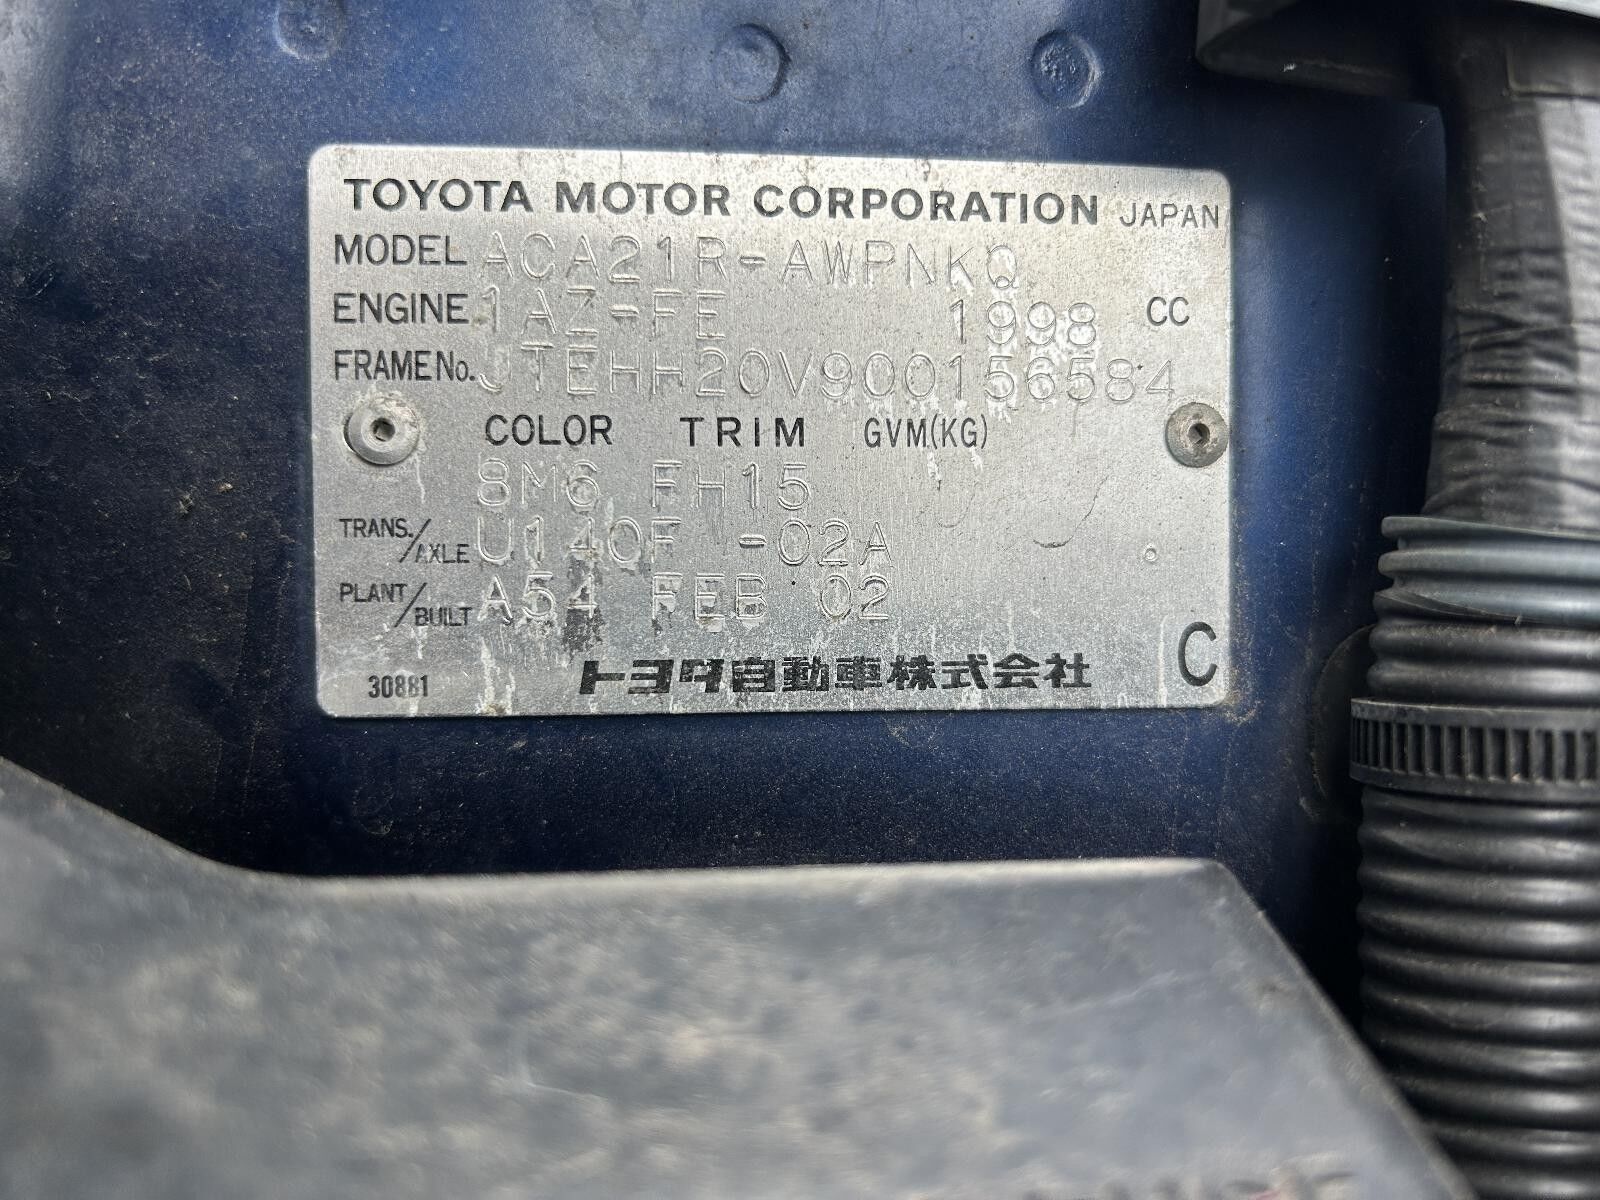 TOYOTA MOTOR CORPORATION JAPAN
MODEL ACA21R-AWPNKQ
ENGINE 1AZ-FE 1998 CC
FRAME No. JTEHH20V900156584
COLOR TRIM GVM(KG)
8M6 FH15
TRANS./AXLE U140F -02A
PLANT/BUILT A51 FEB 02
30881 トヨタ自動車株式会社 C